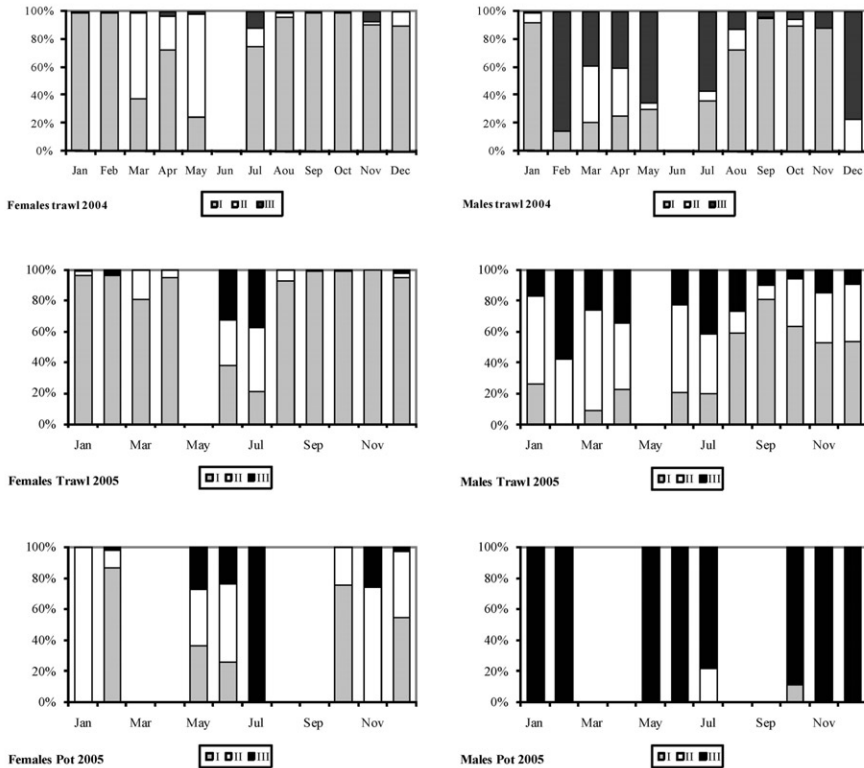 100%
80%
60%
40%
20%
0%
Jan Feb Mar Apr May Jun Jul Aou Sep Oct Nov Dec
Females trawl 2004
I II III
100%
80%
60%
40%
20%
0%
Jan Feb Mar Apr May Jun Jul Aou Sep Oct Nov Dec
Males trawl 2004
I II III
100%
80%
60%
40%
20%
0%
Jan Mar May Jul Sep Nov
Females Trawl 2005
I II III
100%
80%
60%
40%
20%
0%
Jan Mar May Jul Sep Nov
Males Trawl 2005
I II III
100%
80%
60%
40%
20%
0%
Jan Mar May Jul Sep Nov
Females Pot 2005
I II III
100%
80%
60%
40%
20%
0%
Jan Mar May Jul Sep Nov
Males Pot 2005
I II III